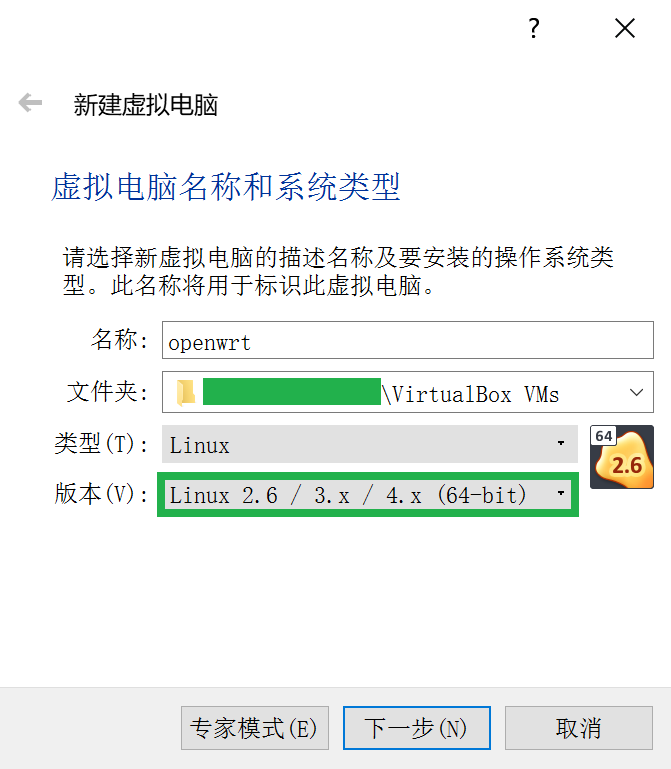 ?
新建虚拟电脑
虚拟电脑名称和系统类型
请选择新虚拟电脑的描述名称及要安装的操作系统类
型。此名称将用于标识此虚拟电脑。
名称: openwrt
文件夹: \VirtualBox VMs
类型(T): Linux
64
2.6
版本(V): Linux 2.6 / 3.x / 4.x (64-bit)
专家模式(E) 下一步(N) 取消